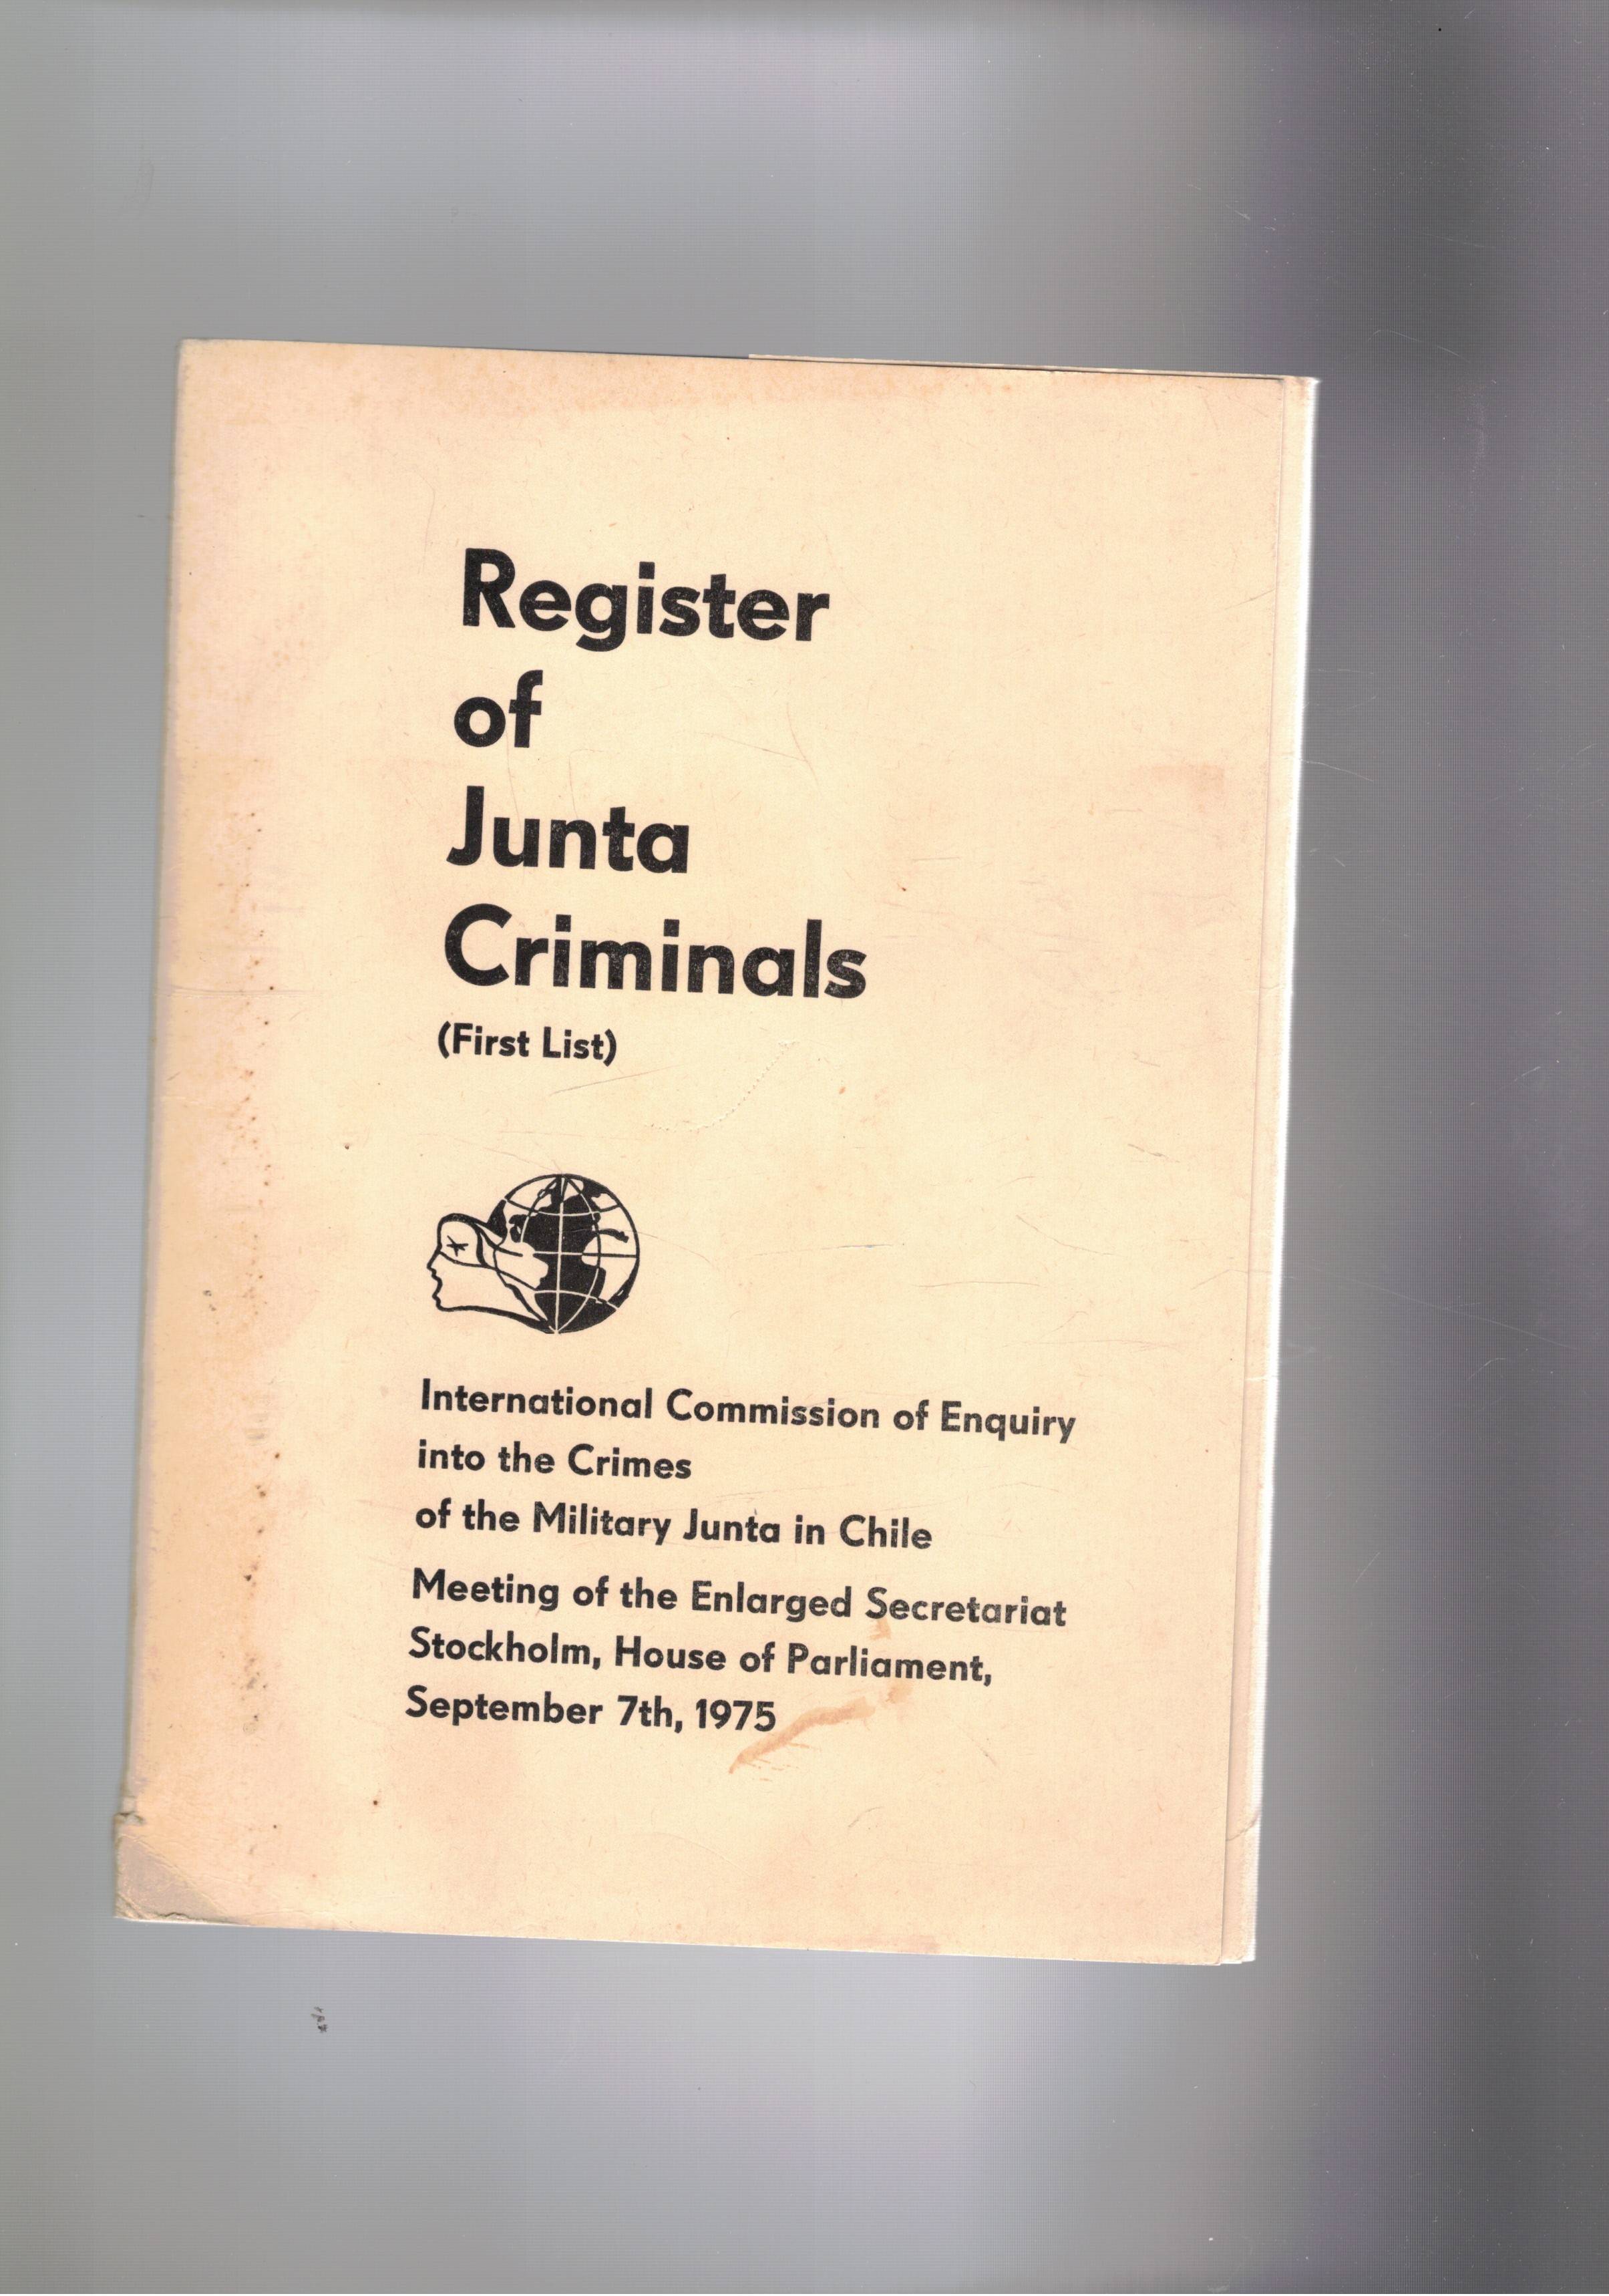 Register
of
Junta
Criminals
(First List)
International Commission of Enquiry
into the Crimes
of the Military Junta in Chile
Meeting of the Enlarged Secretariat
Stockholm, House of Parliament,
September 7th, 1975